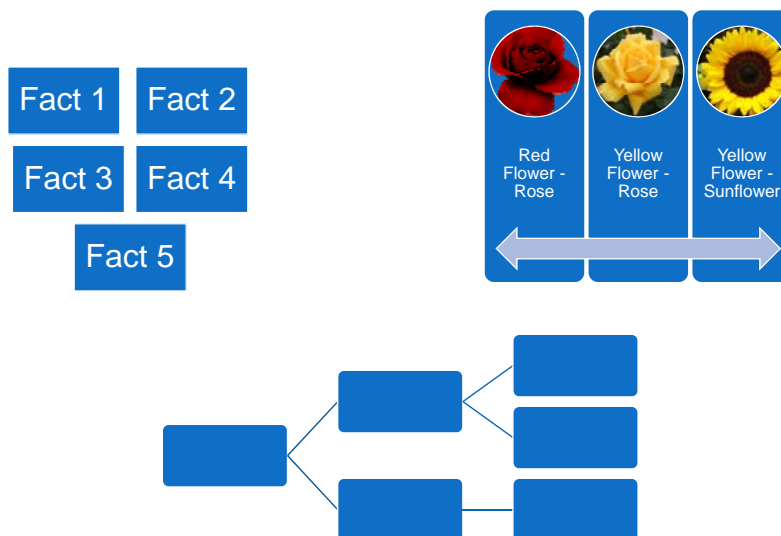 Fact 1
Fact 2
Fact 3
Fact 4
Fact 5
Red
Flower -
Rose
Yellow
Flower -
Rose
Yellow
Flower -
Sunflower